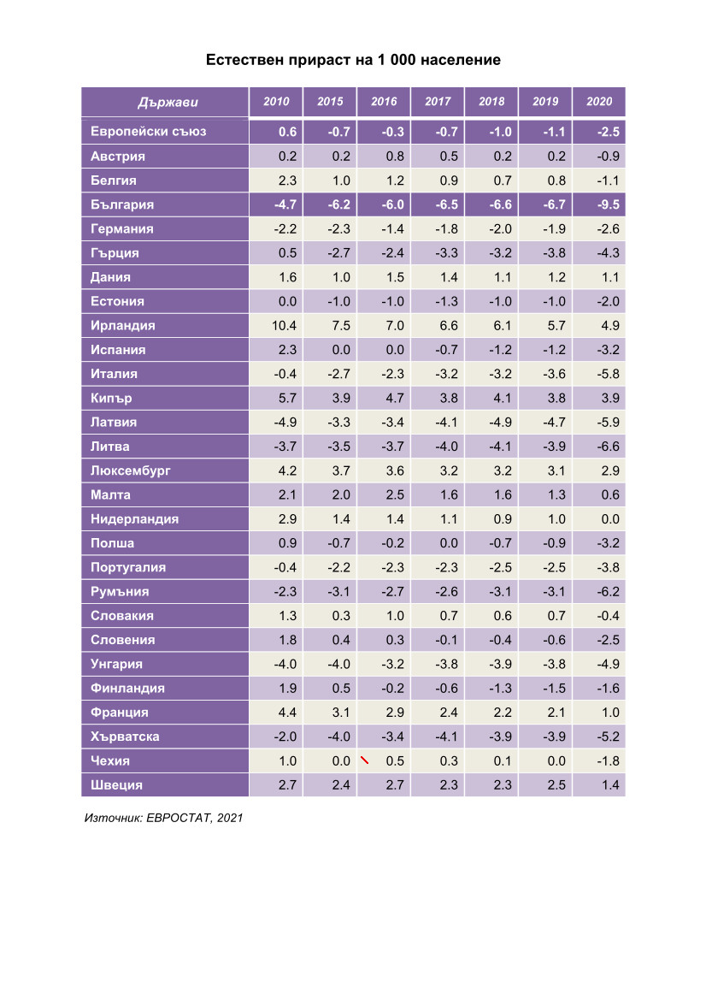 Естествен прираст на 1 000 население
Държави 2010 2015 2016 2017 2018 2019 2020
Европейски съюз 0.6 -0.7 -0.3 -0.7 -1.0 -1.1 -2.5
Австрия 0.2 0.2 0.8 0.5 0.2 0.2 -0.9
Белгия 2.3 1.0 1.2 0.9 0.7 0.8 -1.1
България -4.7 -6.2 -6.0 -6.5 -6.6 -6.7 -9.5
Германия -2.2 -2.3 -1.4 -1.8 -2.0 -1.9 -2.6
Гърция 0.5 -2.7 -2.4 -3.3 -3.2 -3.8 -4.3
Дания 1.6 1.0 1.5 1.4 1.1 1.2 1.1
Естония 0.0 -1.0 -1.0 -1.3 -1.0 -1.0 -2.0
Ирландия 10.4 7.5 7.0 6.6 6.1 5.7 4.9
Испания 2.3 0.0 0.0 -0.7 -1.2 -1.2 -3.2
Италия -0.4 -2.7 -2.3 -3.2 -3.2 -3.6 -5.8
Кипър 5.7 3.9 4.7 3.8 4.1 3.8 3.9
Латвия -4.9 -3.3 -3.4 -4.1 -4.9 -4.7 -5.9
Литва -3.7 -3.5 -3.7 -4.0 -4.1 -3.9 -6.6
Люксембург 4.2 3.7 3.6 3.2 3.2 3.1 2.9
Малта 2.1 2.0 2.5 1.6 1.6 1.3 0.6
Нидерландия 2.9 1.4 1.4 1.1 0.9 1.0 0.0
Полша 0.9 -0.7 -0.2 0.0 -0.7 -0.9 -3.2
Португалия -0.4 -2.2 -2.3 -2.3 -2.5 -2.5 -3.8
Румъния -2.3 -3.1 -2.7 -2.6 -3.1 -3.1 -6.2
Словакия 1.3 0.3 1.0 0.7 0.6 0.7 -0.4
Словения 1.8 0.4 0.3 -0.1 -0.4 -0.6 -2.5
Унгария -4.0 -4.0 -3.2 -3.8 -3.9 -3.8 -4.9
Финландия 1.9 0.5 -0.2 -0.6 -1.3 -1.5 -1.6
Франция 4.4 3.1 2.9 2.4 2.2 2.1 1.0
Хърватска -2.0 -4.0 -3.4 -4.1 -3.9 -3.9 -5.2
Чехия 1.0 0.0 0.5 0.3 0.1 0.0 -1.8
Швеция 2.7 2.4 2.7 2.3 2.3 2.5 1.4
Източник: ЕВРОСТАТ, 2021